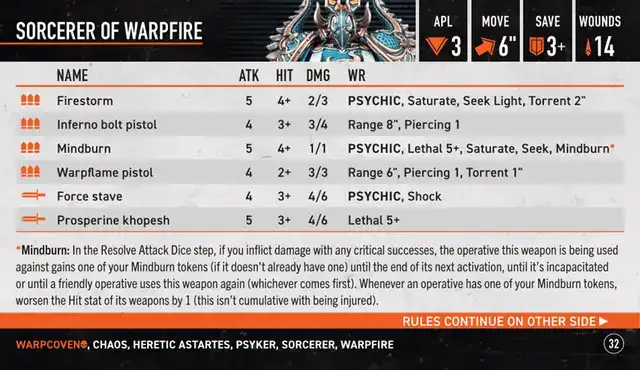 SORCERER OF WARPFIRE
APL MOVE SAVE WOUNDS
3 6" 3+ 14
NAME ATK HIT DMG WR
Firestorm 5 4+ 2/3 PSYCHIC, Saturate, Seek Light, Torrent 2"
Inferno bolt pistol 4 3+ 3/4 Range 8", Piercing 1
Mindburn 5 4+ 1/1 PSYCHIC, Lethal 5+, Saturate, Seek, Mindburn*
Warpflame pistol 4 2+ 3/3 Range 6", Piercing 1, Torrent 1"
Force stave 4 3+ 4/6 PSYCHIC, Shock
Prosperine khopesh 5 3+ 4/6 Lethal 5+
*Mindburn: In the Resolve Attack Dice step, if you inflict damage with any critical successes, the operative this weapon is being used
against gains one of your Mindburn tokens (if it doesn't already have one) until the end of its next activation, until it's incapacitated
or until a friendly operative uses this weapon again (whichever comes first). Whenever an operative has one of your Mindburn tokens,
worsen the Hit stat of its weapons by 1 (this isn't cumulative with being injured).
RULES CONTINUE ON OTHER SIDE ▶
WARPCOVEN, CHAOS, HERETIC ASTARTES, PSYKER, SORCERER, WARPFIRE
32